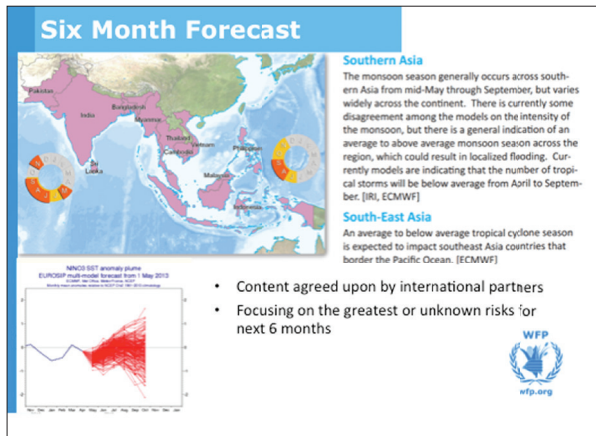 Six Month Forecast
Pakistan
India
Bangladesh
Myanmar
Thailand
Vietnam
Cambodia
Philippines
Sri
Lanka
Malaysia
Indonesia
Southern Asia
The monsoon season generally occurs across south-
ern Asia from mid-May through September, but varies
widely across the continent. There is currently some
disagreement among the models on the intensity of
the monsoon, but there is a general indication of an
average to above average monsoon season across the
region, which could result in localized flooding. Cur-
rently models are indicating that the number of tropi-
cal storms will be below average from April to Septem-
ber. [IRI, ECMWF]
South-East Asia
An average to below average tropical cyclone season
is expected to impact southeast Asia countries that
border the Pacific Ocean. [ECMWF]
NINO3 SST anomaly plume
EUROSIP multi-model forecast from 1 May 2013
• Content agreed upon by international partners
• Focusing on the greatest or unknown risks for
next 6 months
WFP
wfp.org